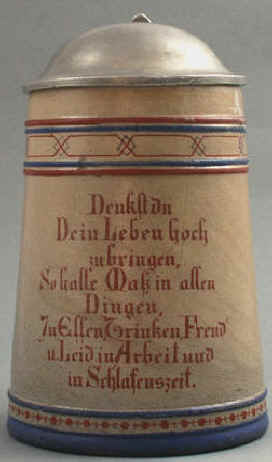 Denkst du
Dein Leben hoch
zu bringen,
So halte Maß in allen
Dingen,
In Essen, Trinken, Freud'
u. Leid, in Arbeit und
in Schlafenszeit.